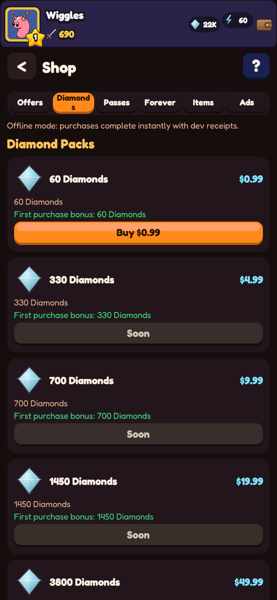 Wiggles
1
690
22K
60
<
Shop
?
Offers
Diamond
s
Passes
Forever
Items
Ads
Offline mode: purchases complete instantly with dev receipts.
Diamond Packs
60 Diamonds
$0.99
60 Diamonds
First purchase bonus: 60 Diamonds
Buy $0.99
330 Diamonds
$4.99
330 Diamonds
First purchase bonus: 330 Diamonds
Soon
700 Diamonds
$9.99
700 Diamonds
First purchase bonus: 700 Diamonds
Soon
1450 Diamonds
$19.99
1450 Diamonds
First purchase bonus: 1450 Diamonds
Soon
3800 Diamonds
$49.99